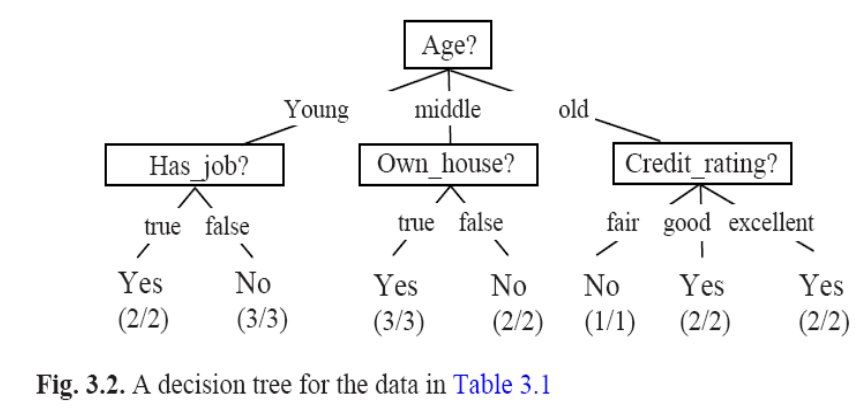 Age?
Young middle old
Has_job? Own_house? Credit_rating?
true false true false fair good excellent
Yes No Yes No No Yes Yes
(2/2) (3/3) (3/3) (2/2) (1/1) (2/2) (2/2)
Fig. 3.2. A decision tree for the data in Table 3.1